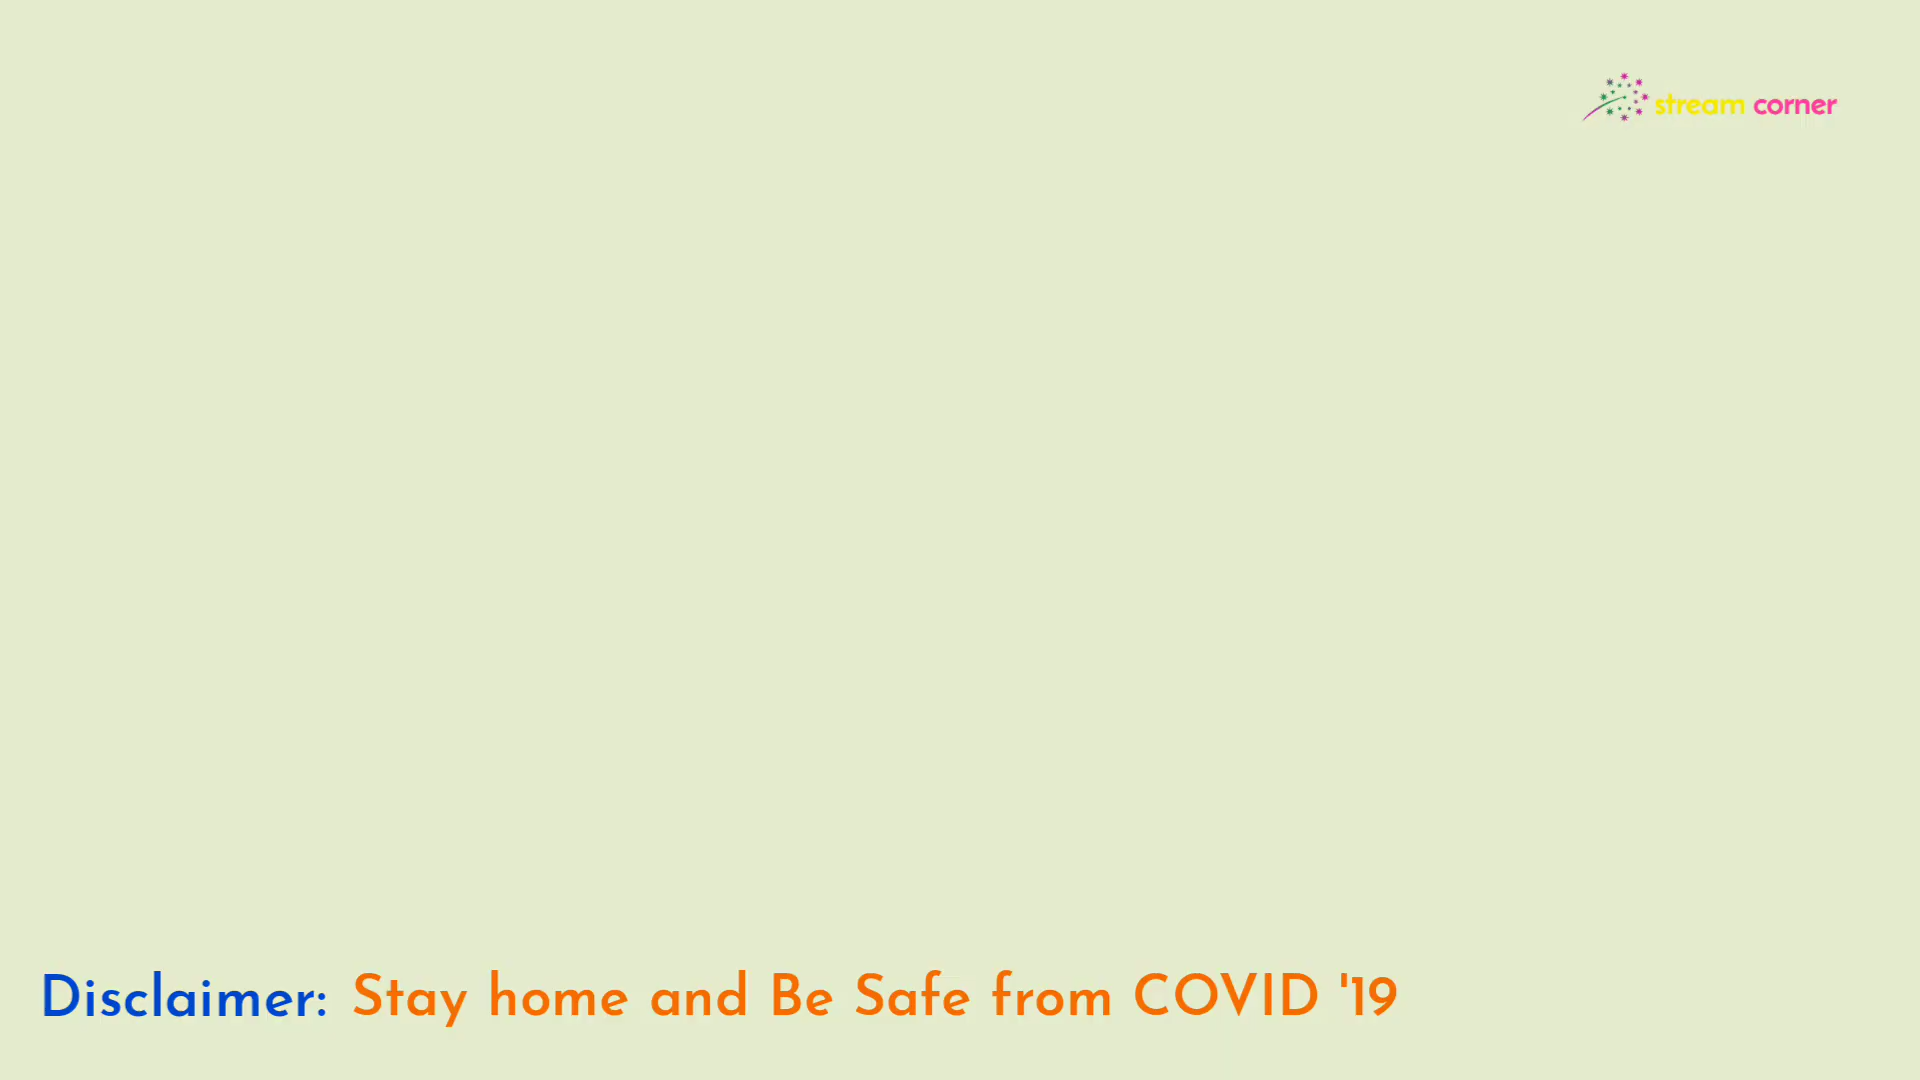 stream corner
Disclaimer: Stay home and Be Safe from COVID '19